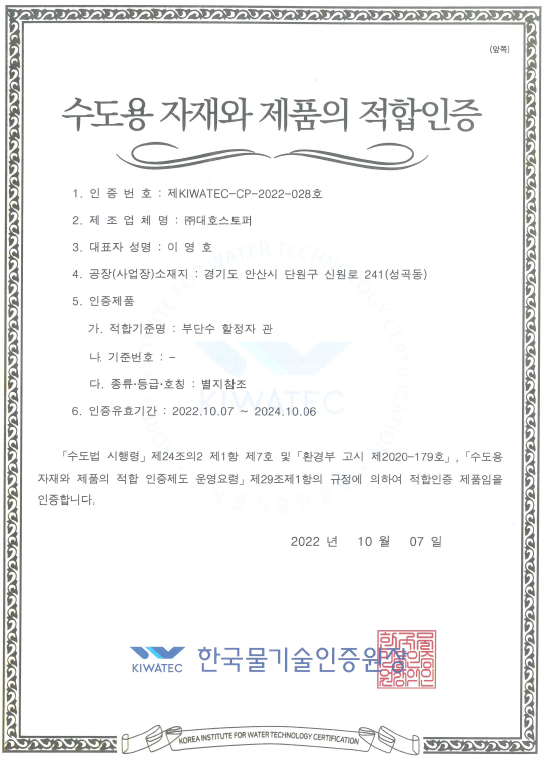 (앞쪽)
수도용 자재와 제품의 적합인증
1. 인 증 번 호 : 제KIWATEC-CP-2022-028호
2. 제 조 업 체 명 : ㈜대호스토퍼
3. 대표자 성명 : 이 영 호
4. 공장(사업장)소재지 : 경기도 안산시 단원구 신원로 241(성곡동)
5. 인증제품
가. 적합기준명 : 부단수 할정자 관
나. 기준번호 : -
다. 종류·등급·호칭 : 별지참조
6. 인증유효기간 : 2022.10.07 ~ 2024.10.06
「수도법 시행령」제24조의2 제1항 제7호 및「환경부 고시 제2020-179호」,「수도용
자재와 제품의 적합 인증제도 운영요령」제29조제1항의 규정에 의하여 적합인증 제품임을
인증합니다.
2022 년 10 월 07 일
KIWATEC 한국물기술인증원장
KOREA INSTITUTE FOR WATER TECHNOLOGY CERTIFICATION